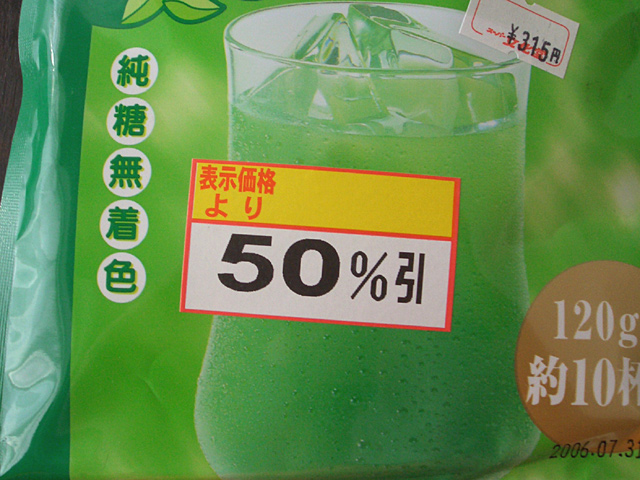 ¥315円
純糖無着色
表示価格
より
50%引
120g
約10杯
2006.07.31